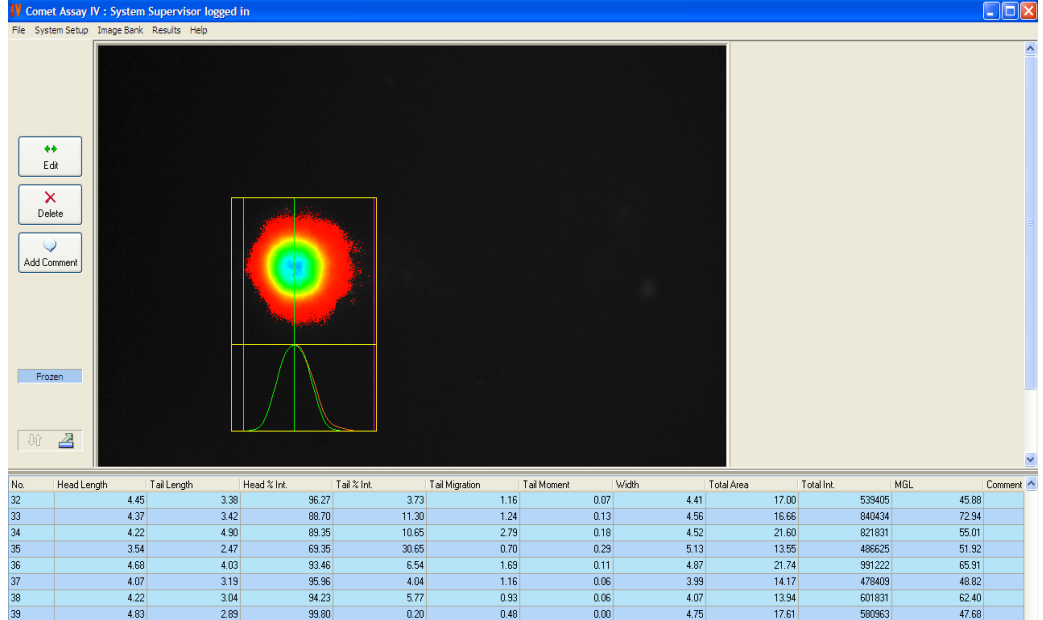 Comet Assay IV : System Supervisor logged in
File System Setup Image Bank Results Help
Edit
Delete
Add Comment
Frozen
No. Head Length Tail Length Head % Int. Tail % Int. Tail Migration Tail Moment Width Total Area Total Int. MGL Comment
32 4.45 3.38 96.27 3.73 1.16 0.07 4.41 17.00 539405 45.88
33 4.37 3.42 88.70 11.30 1.24 0.13 4.56 16.66 840434 72.94
34 4.22 4.90 89.35 10.65 2.79 0.18 4.52 21.60 821831 55.01
35 3.54 2.47 69.35 30.65 0.70 0.29 5.13 13.55 486625 51.92
36 4.68 4.03 93.46 6.54 1.69 0.11 4.87 21.74 991222 65.91
37 4.07 3.19 95.96 4.04 1.16 0.06 3.99 14.17 478409 48.82
38 4.22 3.04 94.23 5.77 0.93 0.06 4.07 13.94 601831 62.40
39 4.83 2.89 99.80 0.20 0.48 0.00 4.75 17.61 580963 47.68